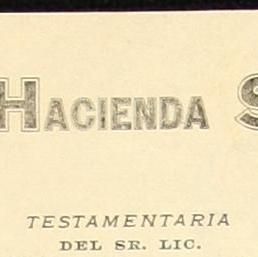 HACIENDA S
TESTAMENTARIA
DEL SR. LIC.